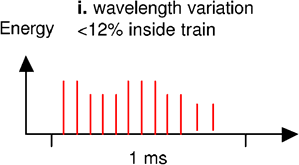 i. wavelength variation
Energy <12% inside train
1 ms